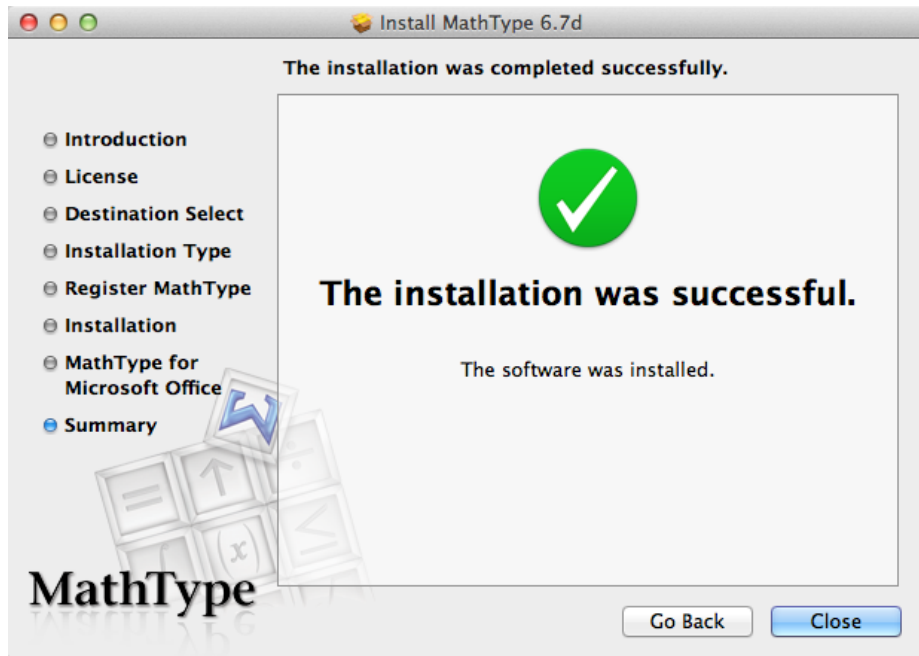 Install MathType 6.7d
The installation was completed successfully.
Introduction
License
Destination Select
Installation Type
Register MathType
Installation
MathType for
Microsoft Office
Summary
The installation was successful.
The software was installed.
MathType
Go Back
Close